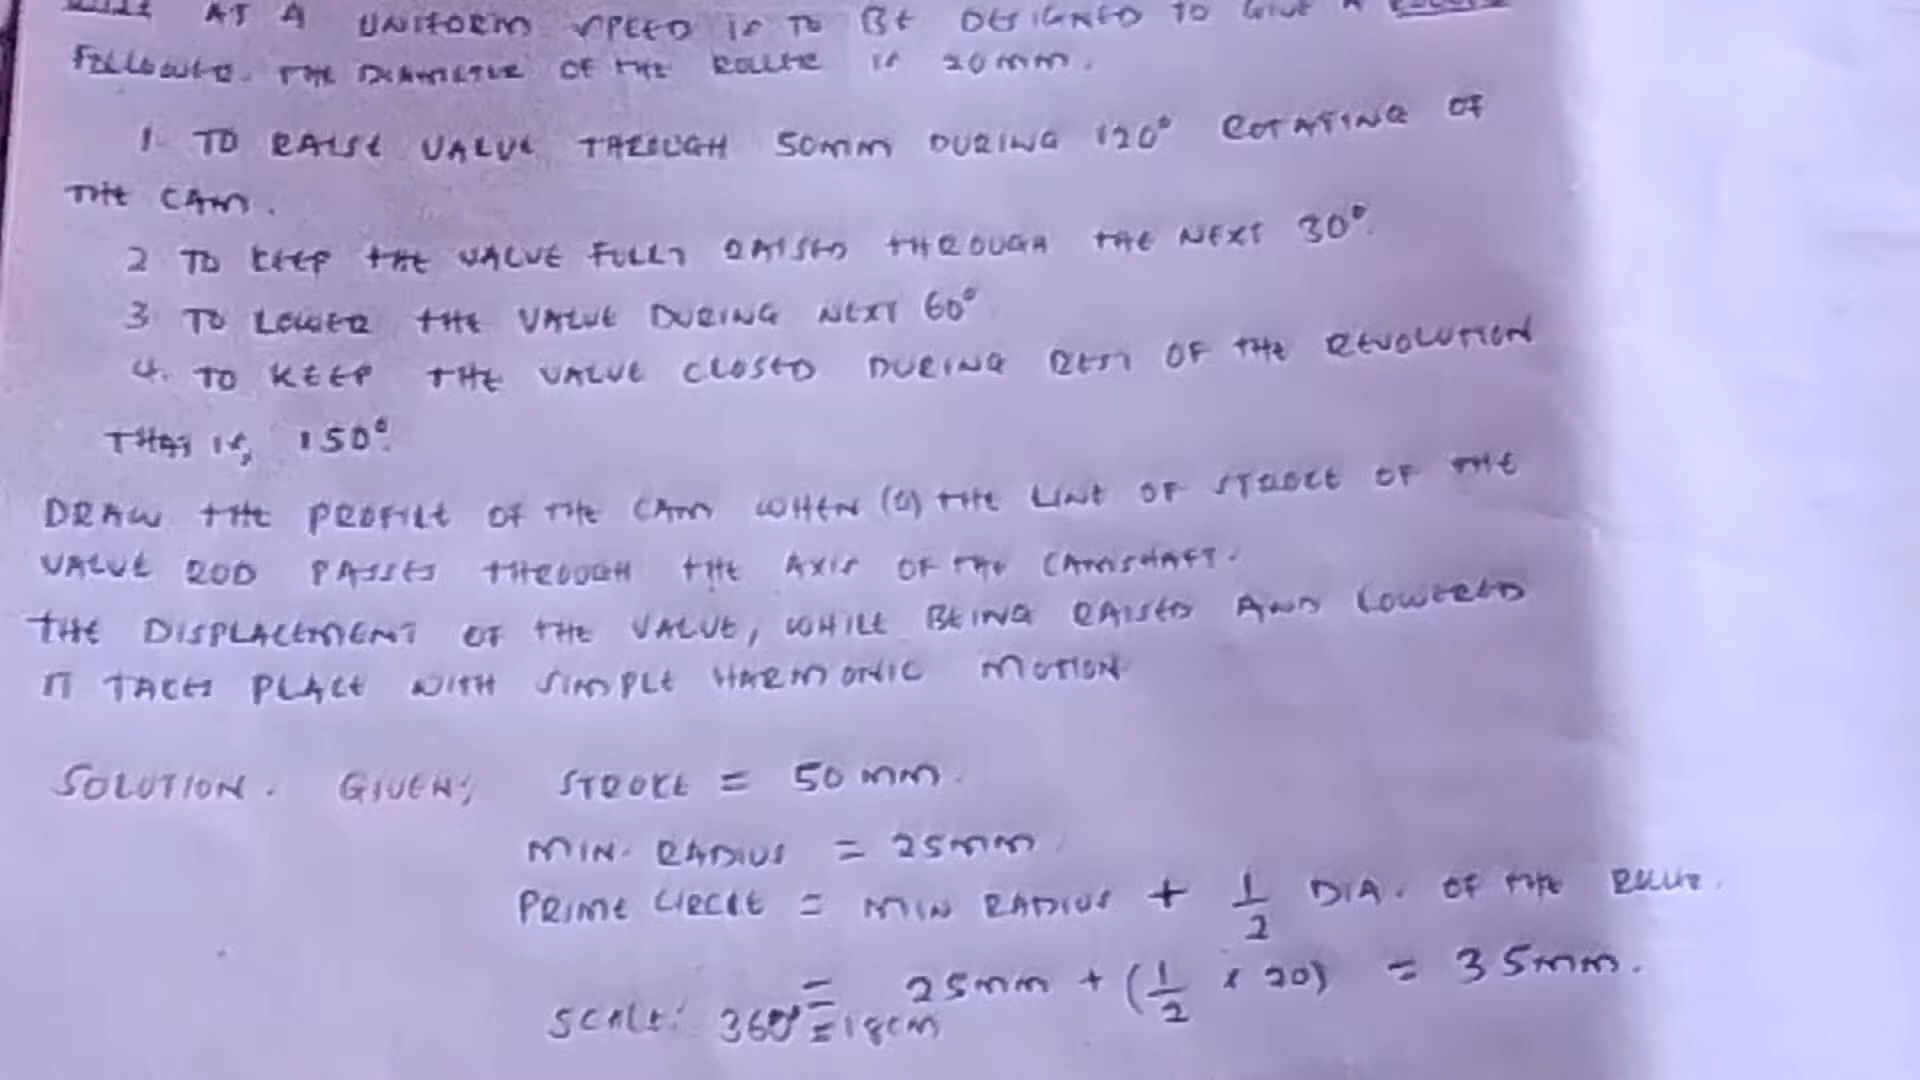 AT A UNIFORM SPEED IS TO BE DESIGNED TO GIVE A ROLLER
FOLLOWER. THE DIAMETER OF THE ROLLER IS 20mm.
1. TO RAISE VALVE THROUGH 50mm DURING 120° ROTATING OF
THE CAM.
2 TO KEEP THE VALVE FULLY RAISED THROUGH THE NEXT 30°.
3. TO LOWER THE VALVE DURING NEXT 60°
4. TO KEEP THE VALVE CLOSED DURING REST OF THE REVOLUTION
THAT IS, 150°.
DRAW THE PROFILE OF THE CAM WHEN (a) THE LINE OF STROKE OF THE
VALVE ROD PASSES THROUGH THE AXIS OF THE CAMSHAFT.
THE DISPLACEMENT OF THE VALVE, WHILE BEING RAISED AND LOWERED
IT TAKES PLACE WITH SIMPLE HARMONIC MOTION
SOLUTION. GIVEN; STROKE = 50mm.
MIN. RADIUS = 25mm
PRIME CIRCLE = MIN RADIUS + 1/2 DIA. OF THE ROLLER.
= 25mm + (1/2 x 20) = 35mm.
SCALE: 360° = 18cm